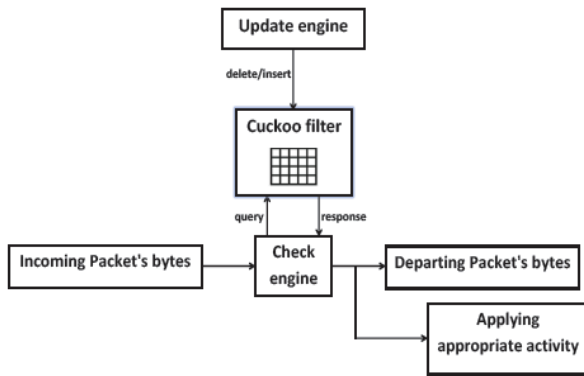 Update engine
delete/insert
Cuckoo filter
query
response
Incoming Packet's bytes
Check
engine
Departing Packet's bytes
Applying
appropriate activity